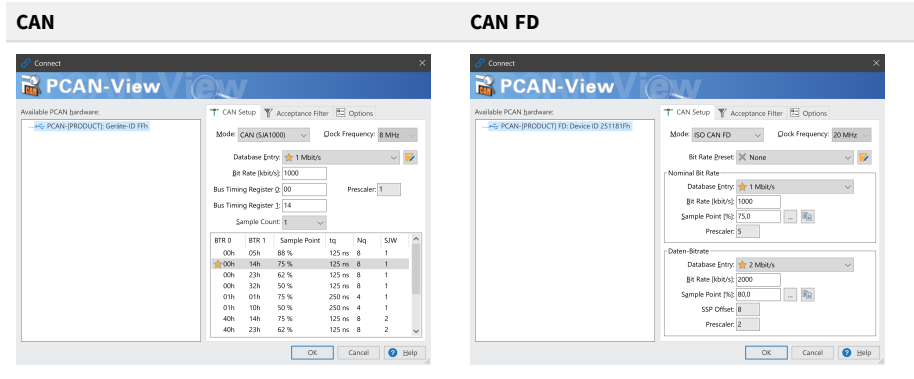 CAN
CAN FD
Connect
PCAN-View
Available PCAN hardware:
PCAN-[PRODUCT]: Geräte-ID FFh
CAN Setup Acceptance Filter Options
Mode: CAN (SJA1000) Clock Frequency: 8 MHz
Database Entry: 1 Mbit/s
Bit Rate [kbit/s]: 1000
Bus Timing Register 0: 00 Prescaler: 1
Bus Timing Register 1: 14
Sample Count: 1
BTR 0 BTR 1 Sample Point tq Nq SJW
00h 05h 88 % 125 ns 8 1
00h 14h 75 % 125 ns 8 1
00h 23h 62 % 125 ns 8 1
00h 32h 50 % 125 ns 8 1
01h 01h 75 % 250 ns 4 1
01h 10h 50 % 250 ns 4 1
40h 14h 75 % 125 ns 8 2
40h 23h 62 % 125 ns 8 2
OK Cancel Help
Connect
PCAN-View
Available PCAN hardware:
PCAN-[PRODUCT] FD: Device ID 251181Fh
CAN Setup Acceptance Filter Options
Mode: ISO CAN FD Clock Frequency: 20 MHz
Bit Rate Preset: None
Nominal Bit Rate
Database Entry: 1 Mbit/s
Bit Rate [kbit/s]: 1000
Sample Point [%]: 75,0 ...
Prescaler: 5
Daten-Bitrate
Database Entry: 2 Mbit/s
Bit Rate [kbit/s]: 2000
Sample Point [%]: 80,0 ...
SSP Offset: 8
Prescaler: 2
OK Cancel Help